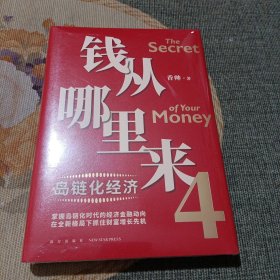 钱从
哪里来
4
The
Secret
of Your
Money
香帅·著
岛链化经济
掌握岛链化时代的经济金融动向
在全新格局下抓住财富增长先机
新星出版社 NEW STAR PRESS